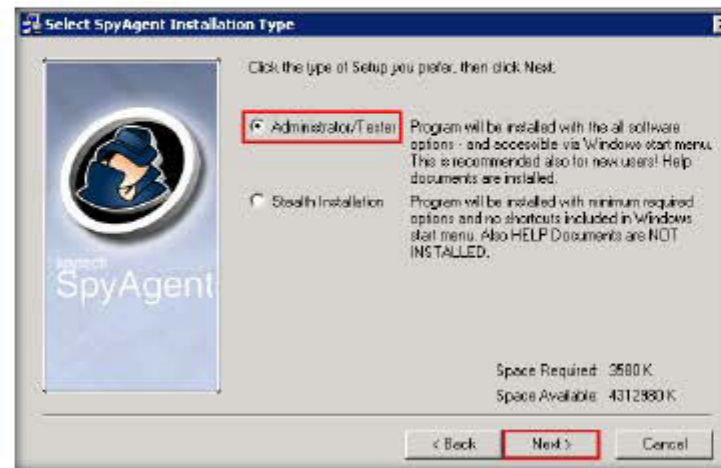 Select SpyAgent Installation Type
Click the type of Setup you prefer, then click Next.
Administrator/Tester
Program will be installed with the all software
options - and accessible via Windows start menu.
This is recommended also for new users! Help
documents are installed.
Stealth Installation
Program will be installed with minimum required
options and no shortcuts included in Windows
start menu. Also HELP Documents are NOT
INSTALLED.
spytech
SpyAgent
Space Required: 3580 K
Space Available: 4312980 K
< Back
Next >
Cancel